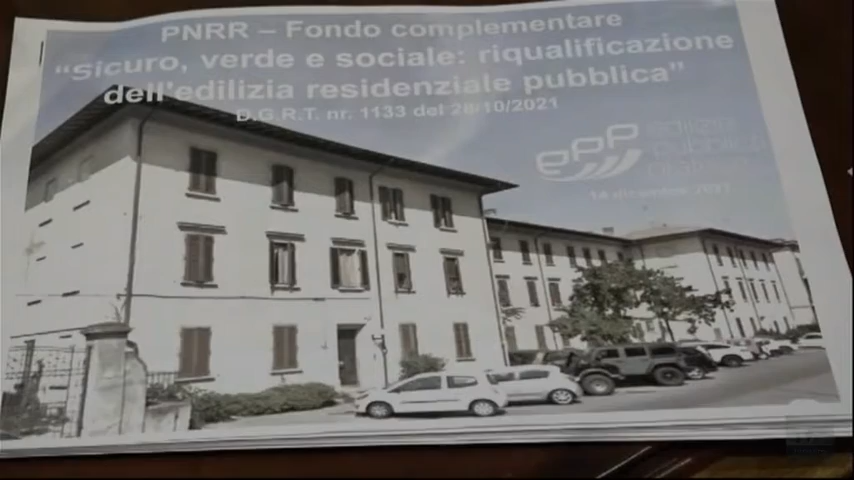 PNRR – Fondo complementare
"Sicuro, verde e sociale: riqualificazione
dell'edilizia residenziale pubblica"
D.G.R.T. nr. 1133 del 28/10/2021
epp